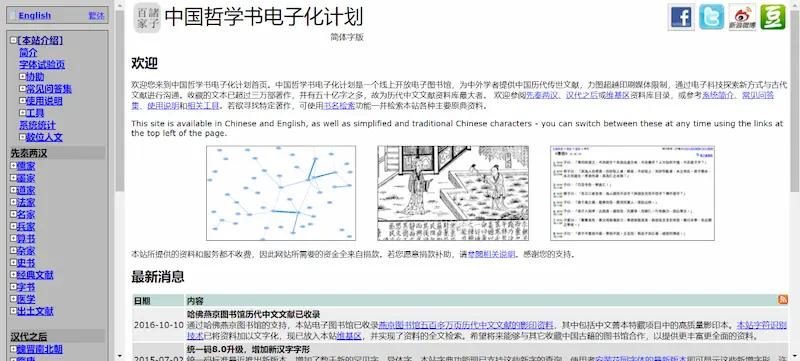 English 繁体
[本站介绍]
简介
字体试验页
协助
常见问答集
使用说明
工具
系统统计
数位人文
先秦两汉
儒家
墨家
道家
法家
名家
兵家
算书
杂家
史书
经典文献
字书
医学
出土文献
汉代之后
魏晋南北朝
諸子百家
中国哲学书电子化计划
简体字版
新浪微博
豆
欢迎
欢迎您来到中国哲学书电子化计划首页。中国哲学书电子化计划是一个线上开放电子图书馆，为中外学者提供中国历代传世文献，力图超越印刷媒体限制，通过电子科技探索新方式与古代
文献进行沟通。收藏的文本已超过三万部著作，并有五十亿字之多，故为历代中文文献资料库最大者。 欢迎参阅先秦两汉、汉代之后或维基区资料库目录，或参考系统简介、常见问答
集、使用说明和相关工具。若欲寻找特定著作，可使用书名检索功能一并检索本站各种主要原典资料。
This site is available in Chinese and English, as well as simplified and traditional Chinese characters - you can switch between these at any time using the links at
the top left of the page.
本站所提供的资料和服务都不收费，因此网站所需要的资金全来自捐款。若您愿意捐款补助，请参阅相关说明。感谢您的支持。
最新消息
日期 内容
哈佛燕京图书馆历代中文文献已收录
2016-10-10 通过哈佛燕京图书馆的支持，本站电子图书馆已收录燕京图书馆五百多万页历代中文文献的影印资料，其中包括中文善本特藏项目中的高质量影印本。本站文字识别
技术已将资料加以文字化，现已放入本站维基区，并实现了资料的全文检索。希望将来能够与其它收藏中国古籍的图书馆合作，以提供更丰富更全面的资料。
统一码8.0升级，增加汉字字形
2015-07-02